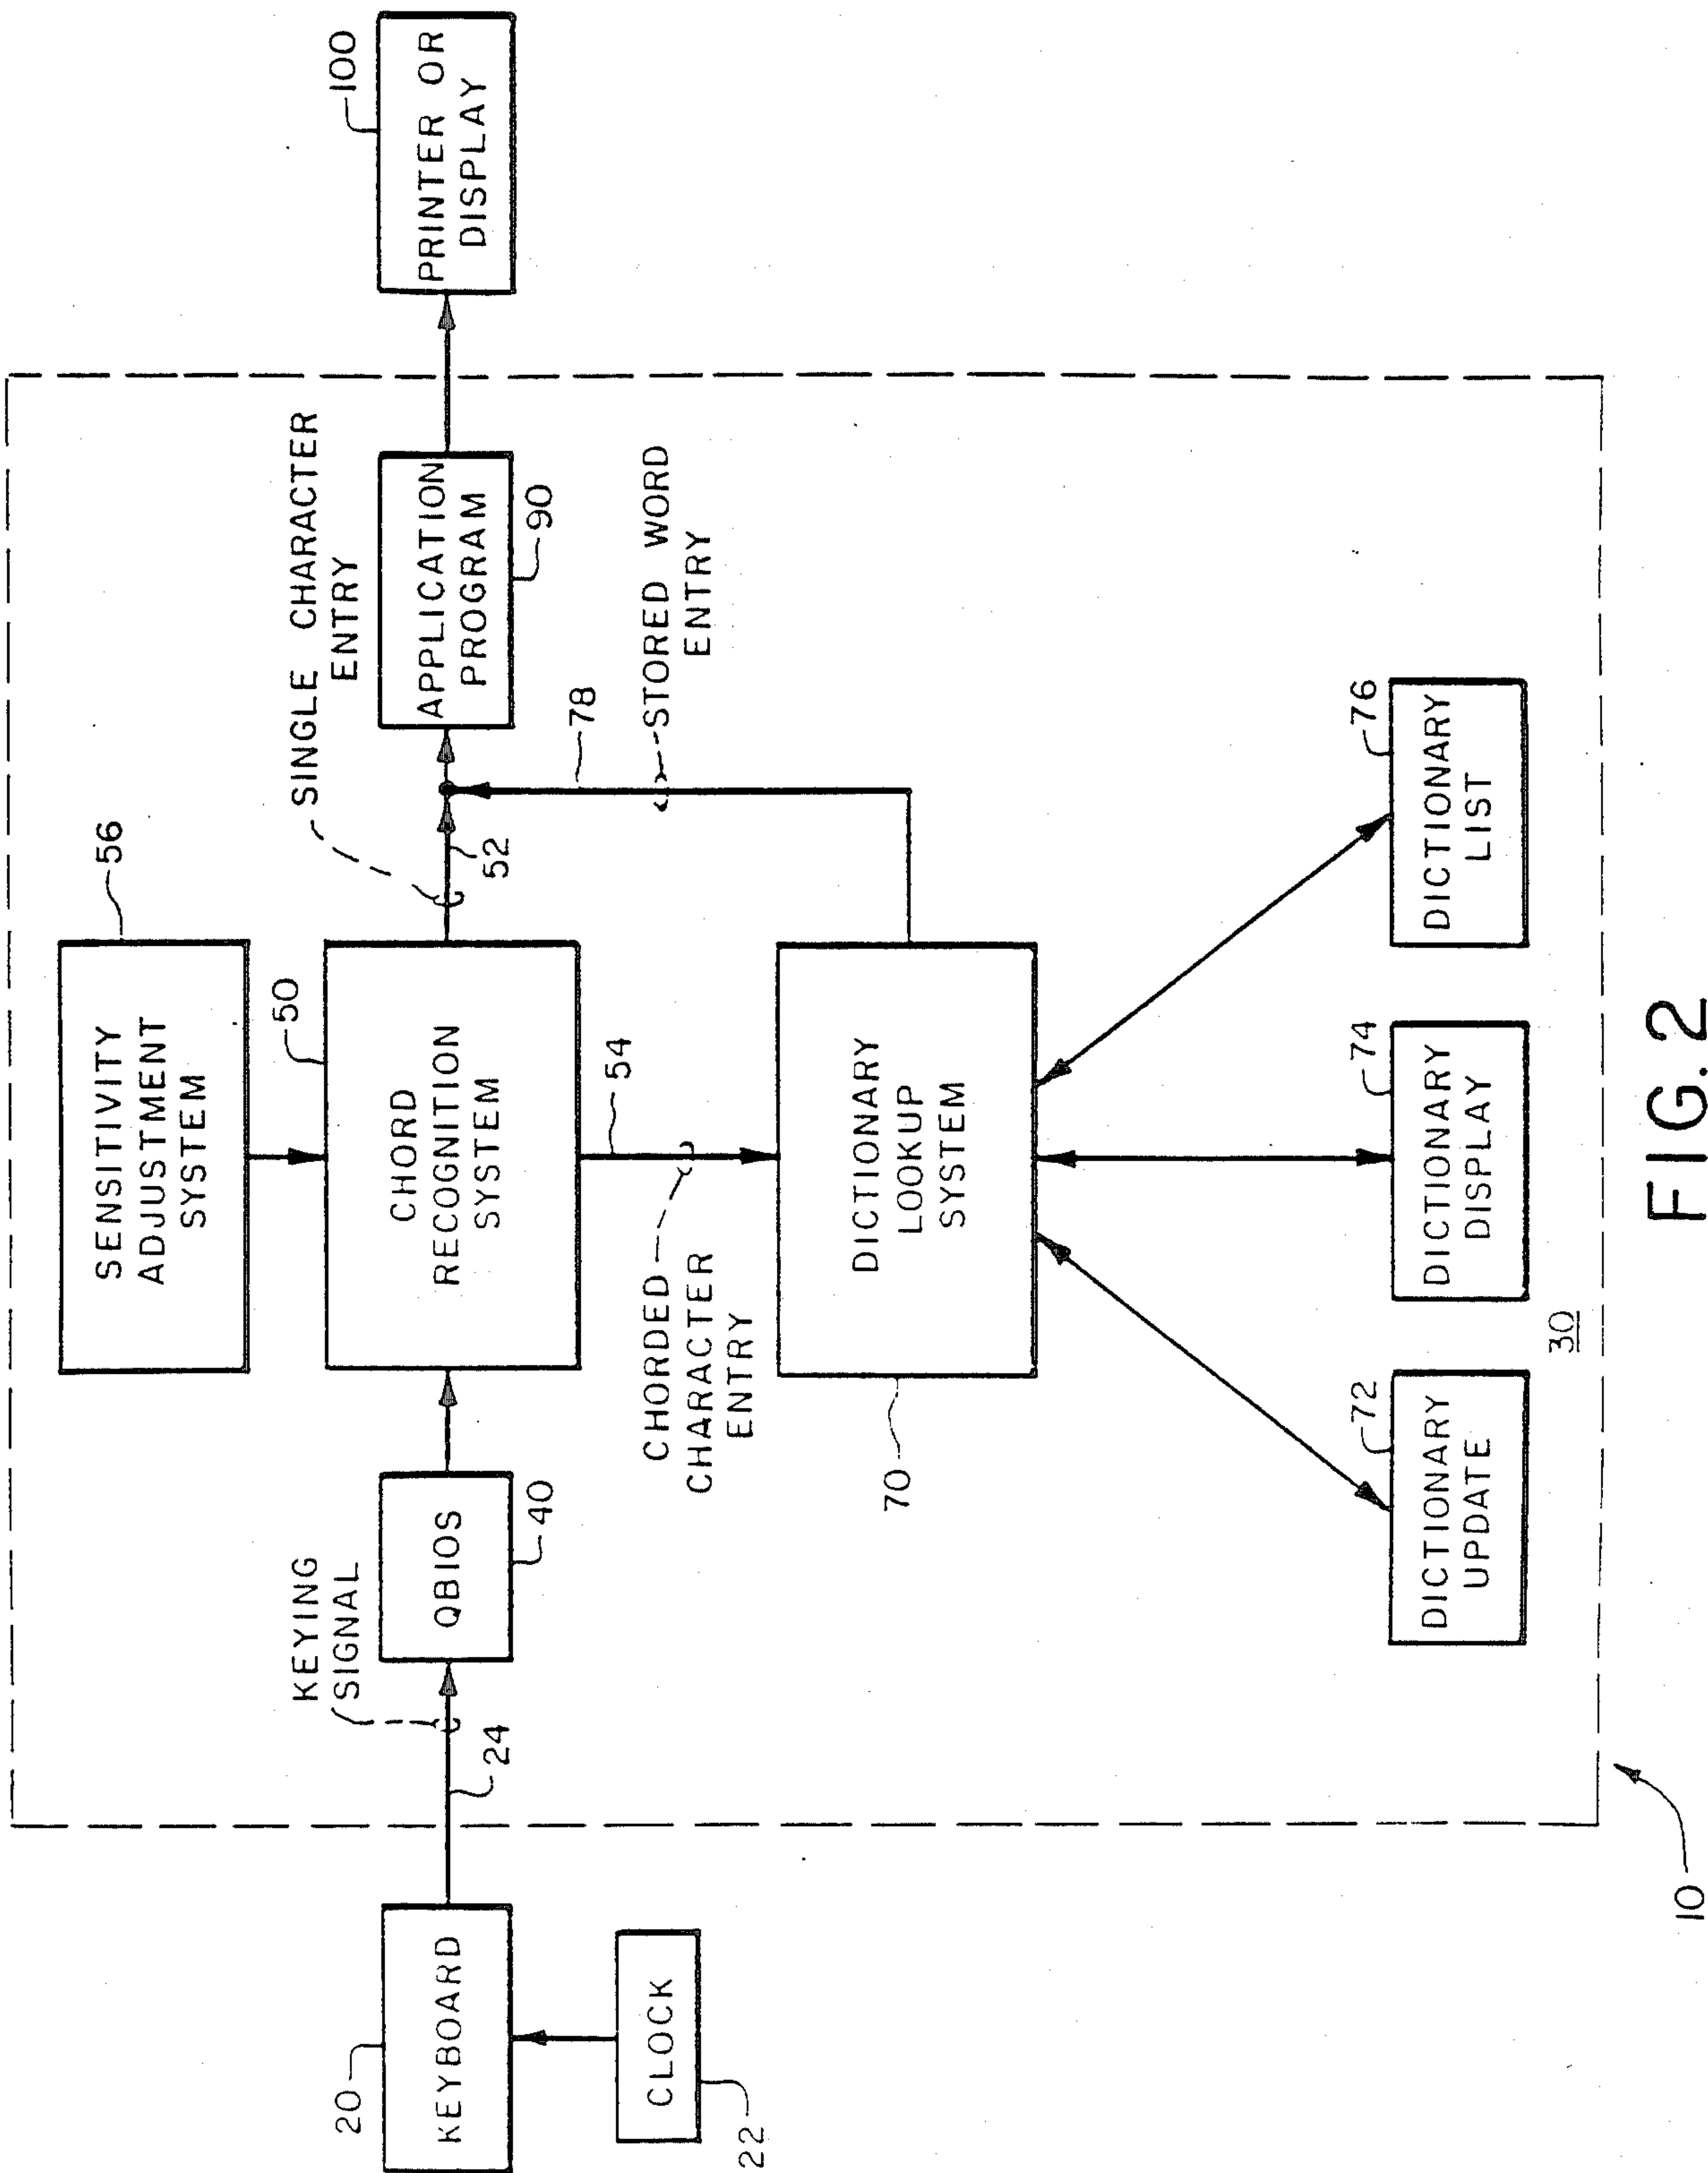 SENSITIVITY
ADJUSTMENT
SYSTEM
56
KEYING
SIGNAL
50
SINGLE CHARACTER
ENTRY
20
KEYBOARD
24
QBIOS
40
CHORD
RECOGNITION
SYSTEM
52
APPLICATION
PROGRAM
90
100
PRINTER OR
DISPLAY
CLOCK
22
CHORDED
CHARACTER
ENTRY
54
78
STORED WORD
ENTRY
70
DICTIONARY
LOOKUP
SYSTEM
72
DICTIONARY
UPDATE
74
DICTIONARY
DISPLAY
76
DICTIONARY
LIST
30
10
FIG. 2